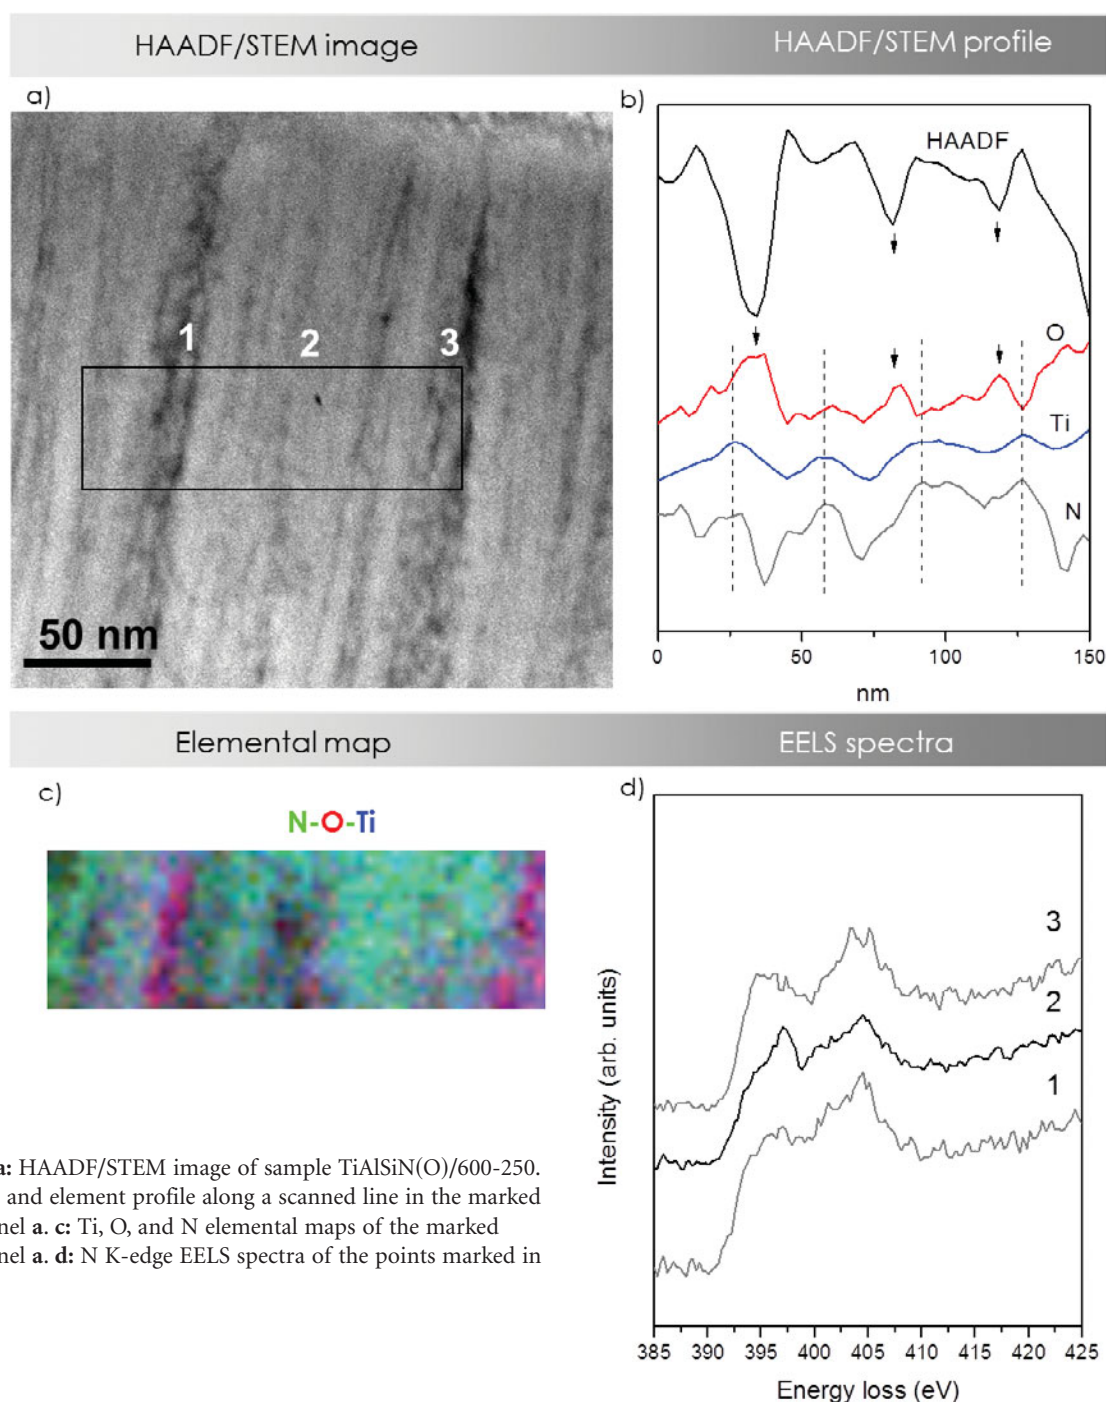 HAADF/STEM image
HAADF/STEM profile
a)
1
2
3
50 nm
b)
HAADF
O
Ti
N
0
50
100
150
nm
Elemental map
EELS spectra
c)
N-O-Ti
d)
3
2
1
Intensity (arb. units)
385 390 395 400 405 410 415 420 425
Energy loss (eV)
a: HAADF/STEM image of sample TiAlSiN(O)/600-250.
and element profile along a scanned line in the marked
nel a. c: Ti, O, and N elemental maps of the marked
nel a. d: N K-edge EELS spectra of the points marked in